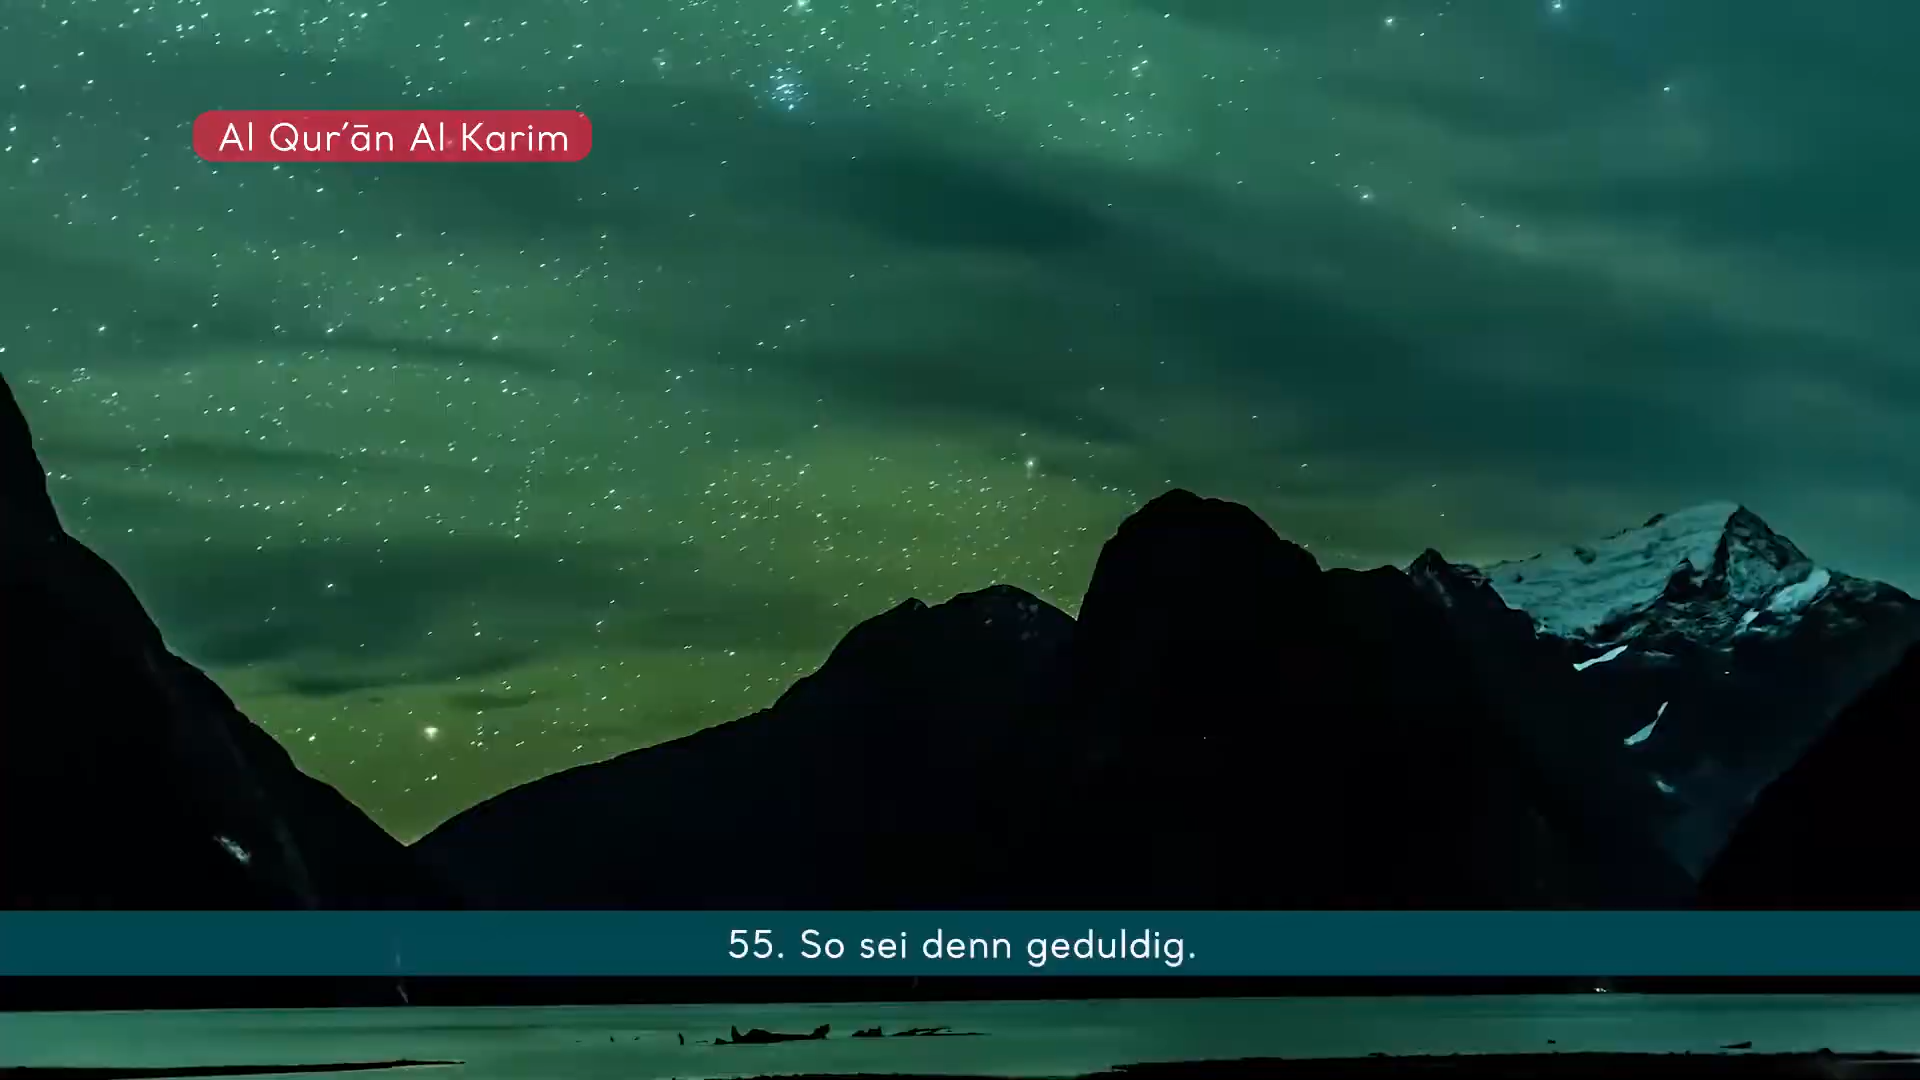 Al Qur’ān Al Karim
55. So sei denn geduldig.